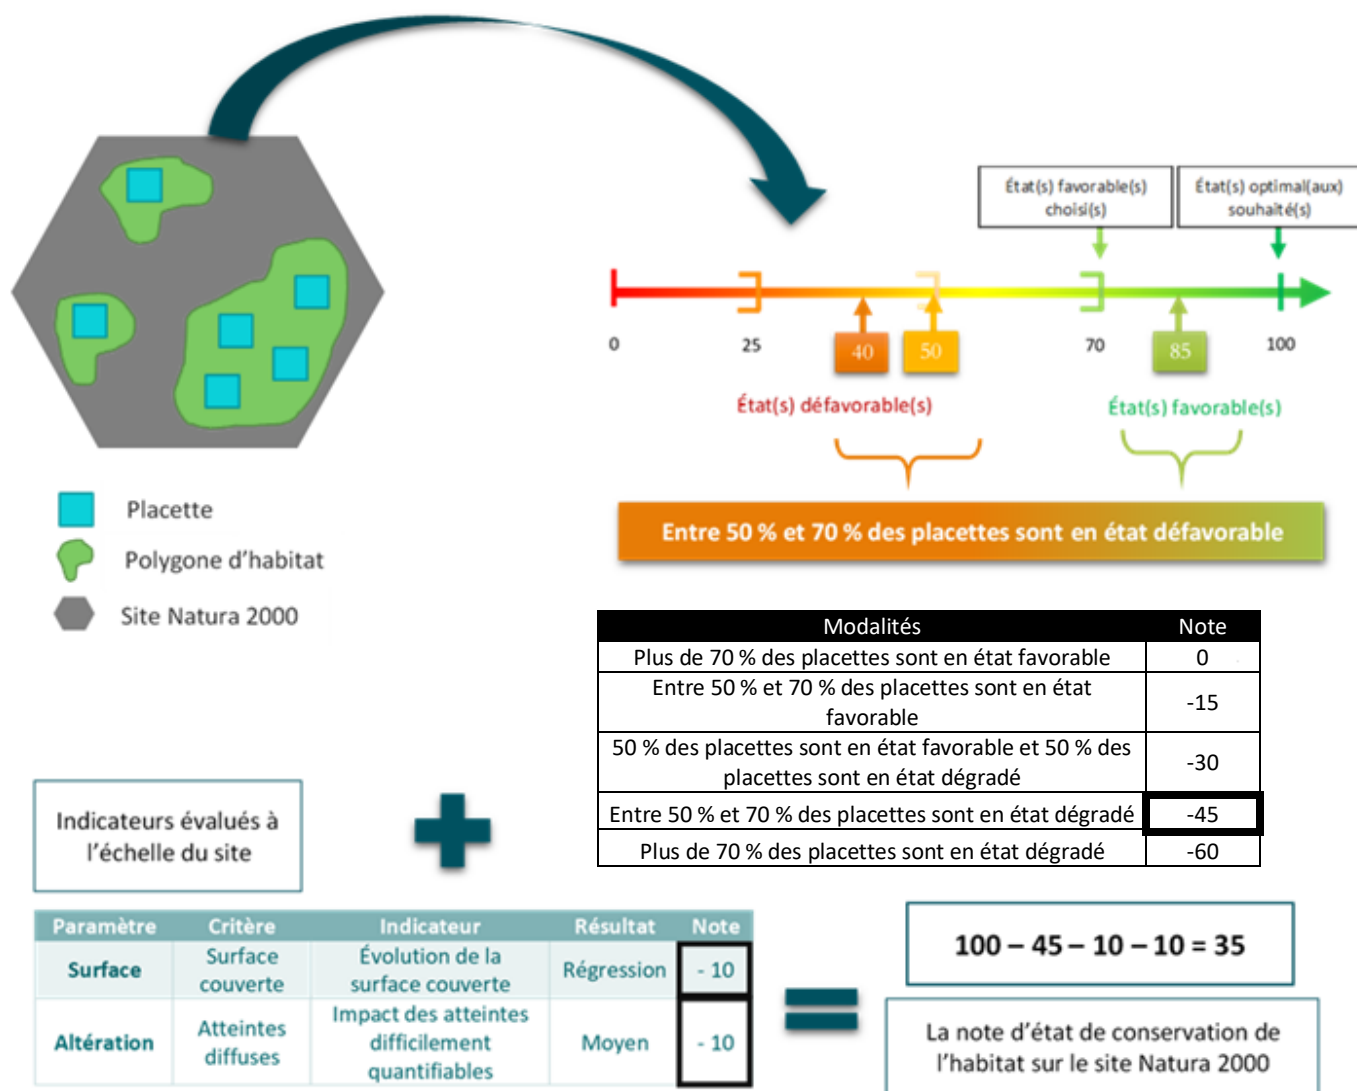 État(s) favorable(s)
choisi(s)
État(s) optimal(aux)
souhaité(s)
0
25
40
50
70
85
100
État(s) défavorable(s)
État(s) favorable(s)
Entre 50 % et 70 % des placettes sont en état défavorable
Placette
Polygone d'habitat
Site Natura 2000
Modalités Note
Plus de 70 % des placettes sont en état favorable 0
Entre 50 % et 70 % des placettes sont en état
favorable
-15
50 % des placettes sont en état favorable et 50 % des
placettes sont en état dégradé
-30
Entre 50 % et 70 % des placettes sont en état dégradé -45
Plus de 70 % des placettes sont en état dégradé -60
Indicateurs évalués à
l'échelle du site
Paramètre Critère Indicateur Résultat Note
Surface
Surface
couverte
Évolution de la
surface couverte
Régression
- 10
Altération
Atteintes
diffuses
Impact des atteintes
difficilement
quantifiables
Moyen
- 10
100 – 45 – 10 – 10 = 35
La note d'état de conservation de
l'habitat sur le site Natura 2000